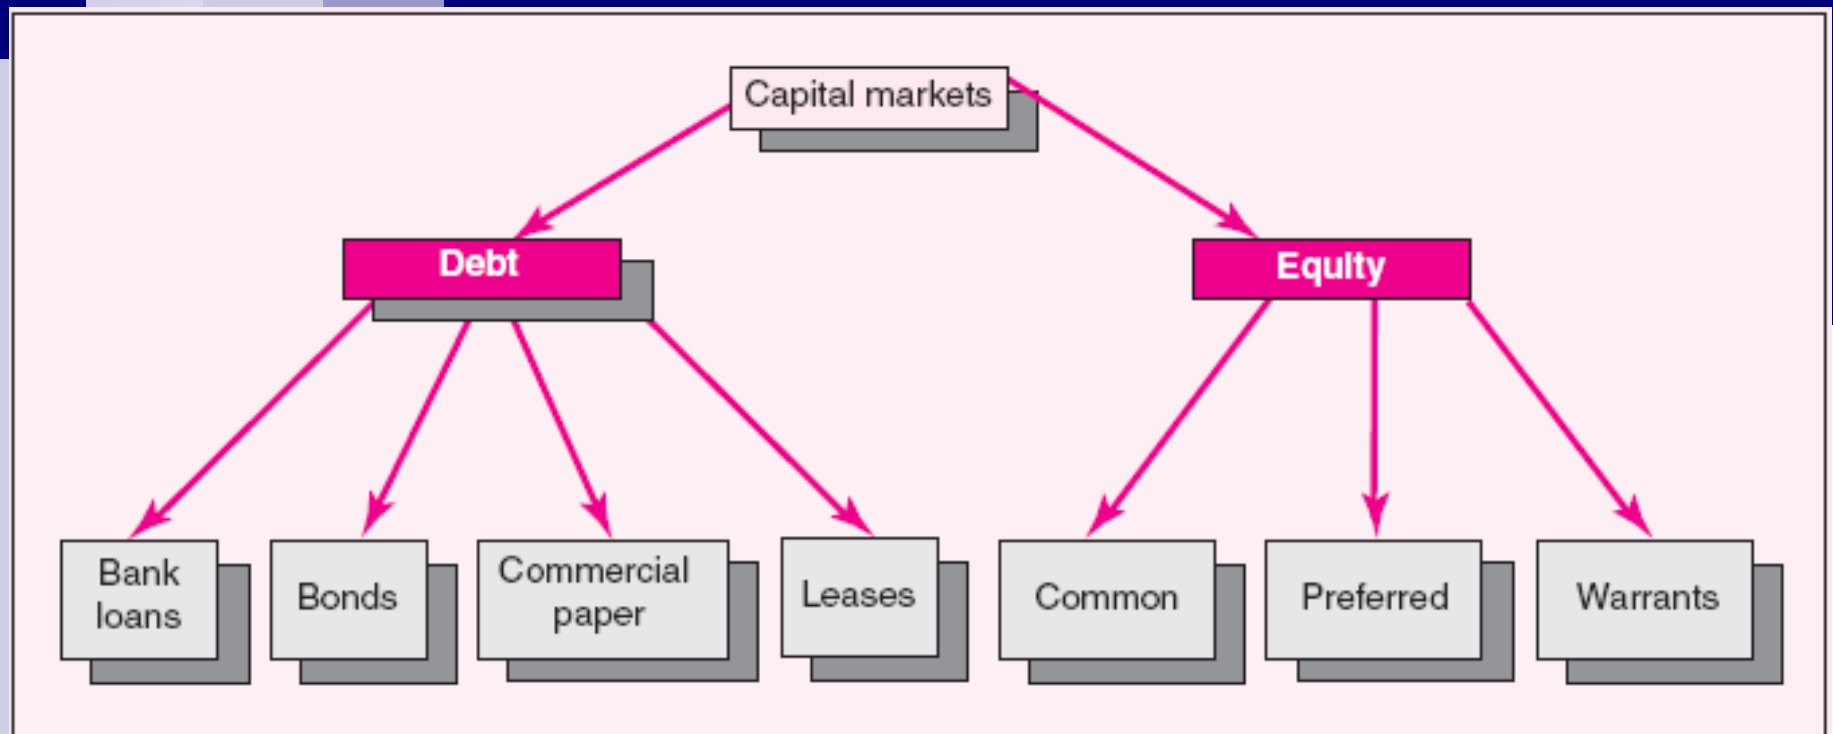 Capital markets
Debt
Equity
Bank
loans
Bonds
Commercial
paper
Leases
Common
Preferred
Warrants